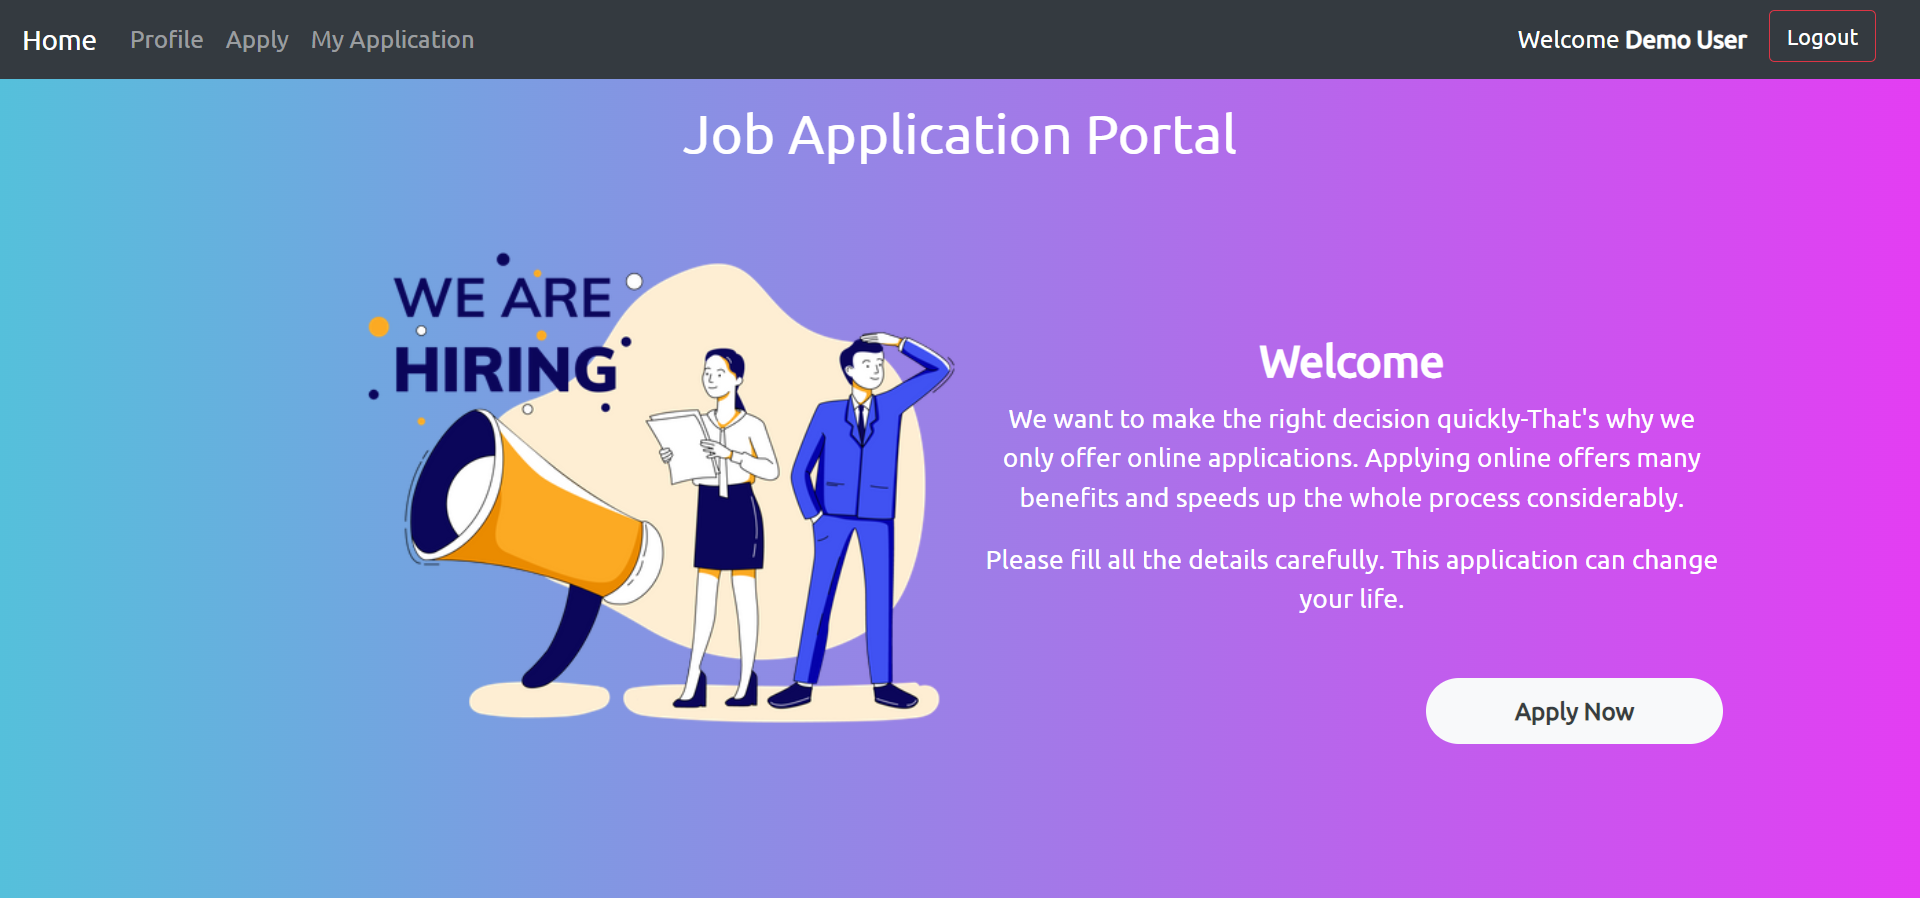 Home Profile Apply My Application Welcome Demo User Logout
Job Application Portal
WE ARE
HIRING
Welcome
We want to make the right decision quickly-That's why we
only offer online applications. Applying online offers many
benefits and speeds up the whole process considerably.
Please fill all the details carefully. This application can change
your life.
Apply Now